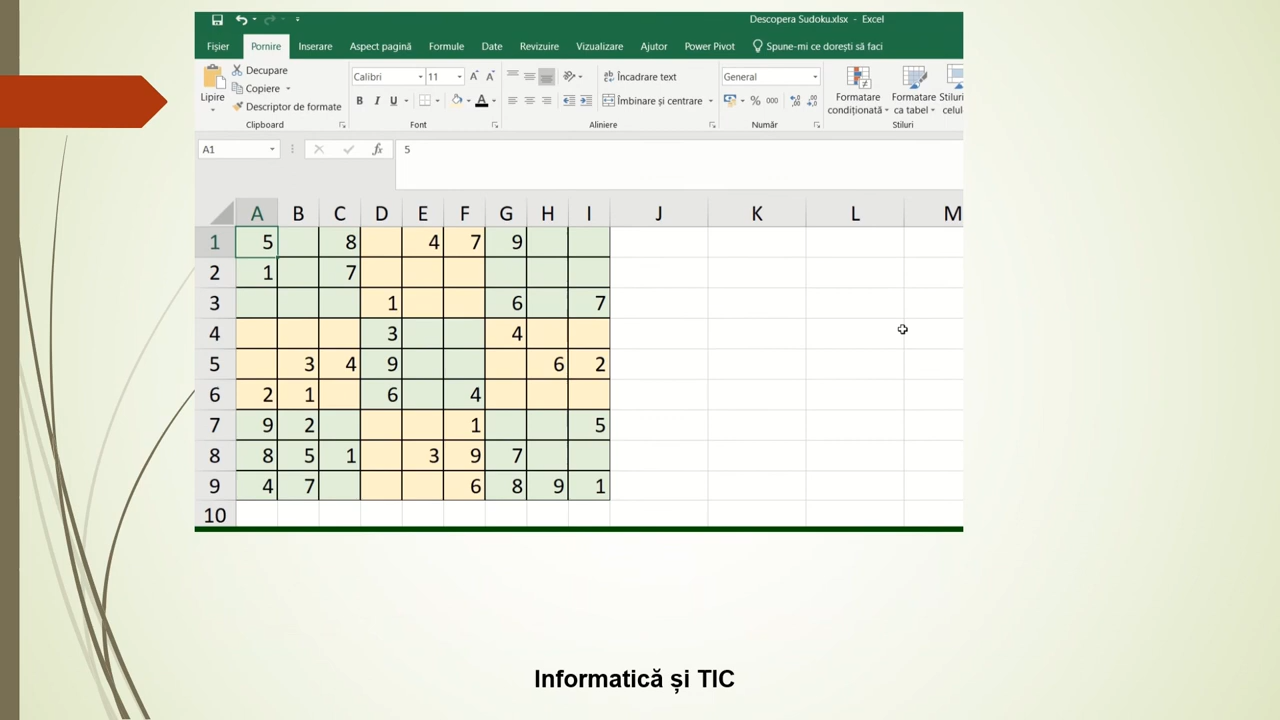 Descopera Sudoku.xlsx - Excel
Fișier Pornire Inserare Aspect pagină Formule Date Revizuire Vizualizare Ajutor Power Pivot Spune-mi ce dorești să faci
Lipire
Decupare
Copiere
Descriptor de formate
Clipboard
Calibri 11
B I U
Font
Încadrare text
Îmbinare și centrare
Aliniere
General
% 000
Număr
Formatare condiționată
Formatare ca tabel
Stiluri celul
Stiluri
A1 fx 5
A B C D E F G H I J K L M
1 5 8 4 7 9
2 1 7
3 1 6 7
4 3 4
5 3 4 9 6 2
6 2 1 6 4
7 9 2 1 5
8 8 5 1 3 9 7
9 4 7 6 8 9 1
10
Informatică și TIC